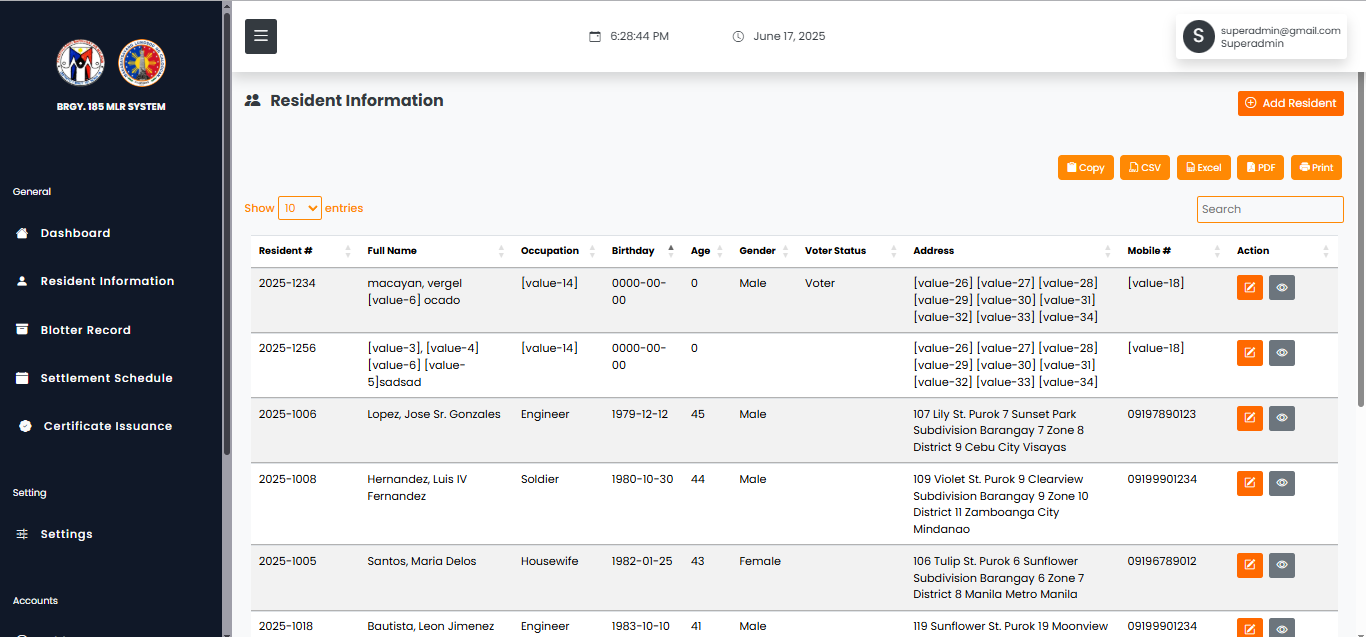 6:28:44 PM
June 17, 2025
S
superadmin@gmail.com
Superadmin
BRGY. 185 MLR SYSTEM
General
Dashboard
Resident Information
Blotter Record
Settlement Schedule
Certificate Issuance
Setting
Settings
Accounts
Resident Information
Add Resident
Copy CSV Excel PDF Print
Show 10 entries
Search
Resident # Full Name Occupation Birthday Age Gender Voter Status Address Mobile # Action
2025-1234 macayan, vergel [value-14] 0000-00- 0 Male Voter [value-26] [value-27] [value-28] [value-18]
[value-6] ocado 00 [value-29] [value-30] [value-31]
[value-32] [value-33] [value-34]
2025-1256 [value-3], [value-4] [value-14] 0000-00- 0 [value-26] [value-27] [value-28] [value-18]
[value-6] [value- 00 [value-29] [value-30] [value-31]
5]sadsad [value-32] [value-33] [value-34]
2025-1006 Lopez, Jose Sr. Gonzales Engineer 1979-12-12 45 Male 107 Lily St. Purok 7 Sunset Park 09197890123
Subdivision Barangay 7 Zone 8
District 9 Cebu City Visayas
2025-1008 Hernandez, Luis IV Soldier 1980-10-30 44 Male 109 Violet St. Purok 9 Clearview 09199901234
Fernandez Subdivision Barangay 9 Zone 10
District 11 Zamboanga City
Mindanao
2025-1005 Santos, Maria Delos Housewife 1982-01-25 43 Female 106 Tulip St. Purok 6 Sunflower 09196789012
Subdivision Barangay 6 Zone 7
District 8 Manila Metro Manila
2025-1018 Bautista, Leon Jimenez Engineer 1983-10-10 41 Male 119 Sunflower St. Purok 19 Moonview 09199901234